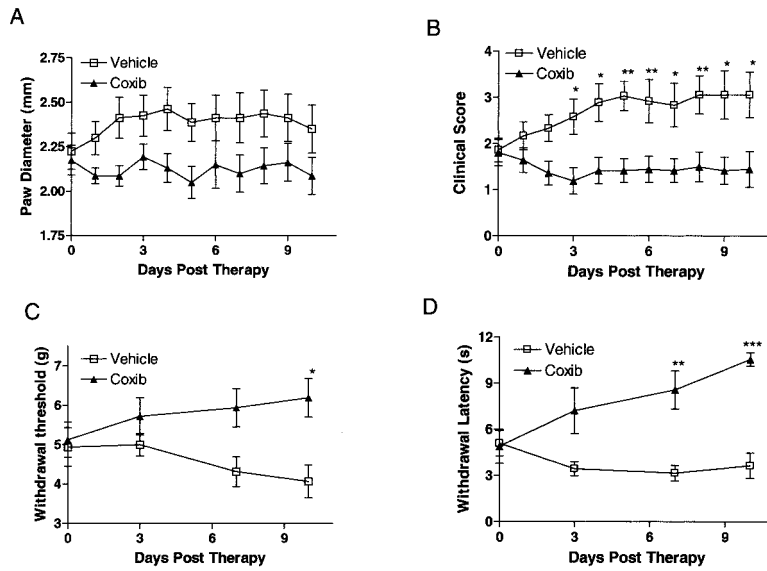 A
Paw Diameter (mm)
2.75
2.50
2.25
2.00
1.75
Vehicle
Coxib
0 3 6 9
Days Post Therapy
B
Clinical Score
4
3
2
1
0
Vehicle
Coxib
* * ** ** * ** * *
0 3 6 9
Days Post Therapy
C
Withdrawal threshold (g)
7
6
5
4
3
Vehicle
Coxib
*
0 3 6 9
Days Post Therapy
D
Withdrawal Latency (s)
12
9
6
3
0
Vehicle
Coxib
** ***
0 3 6 9
Days Post Therapy